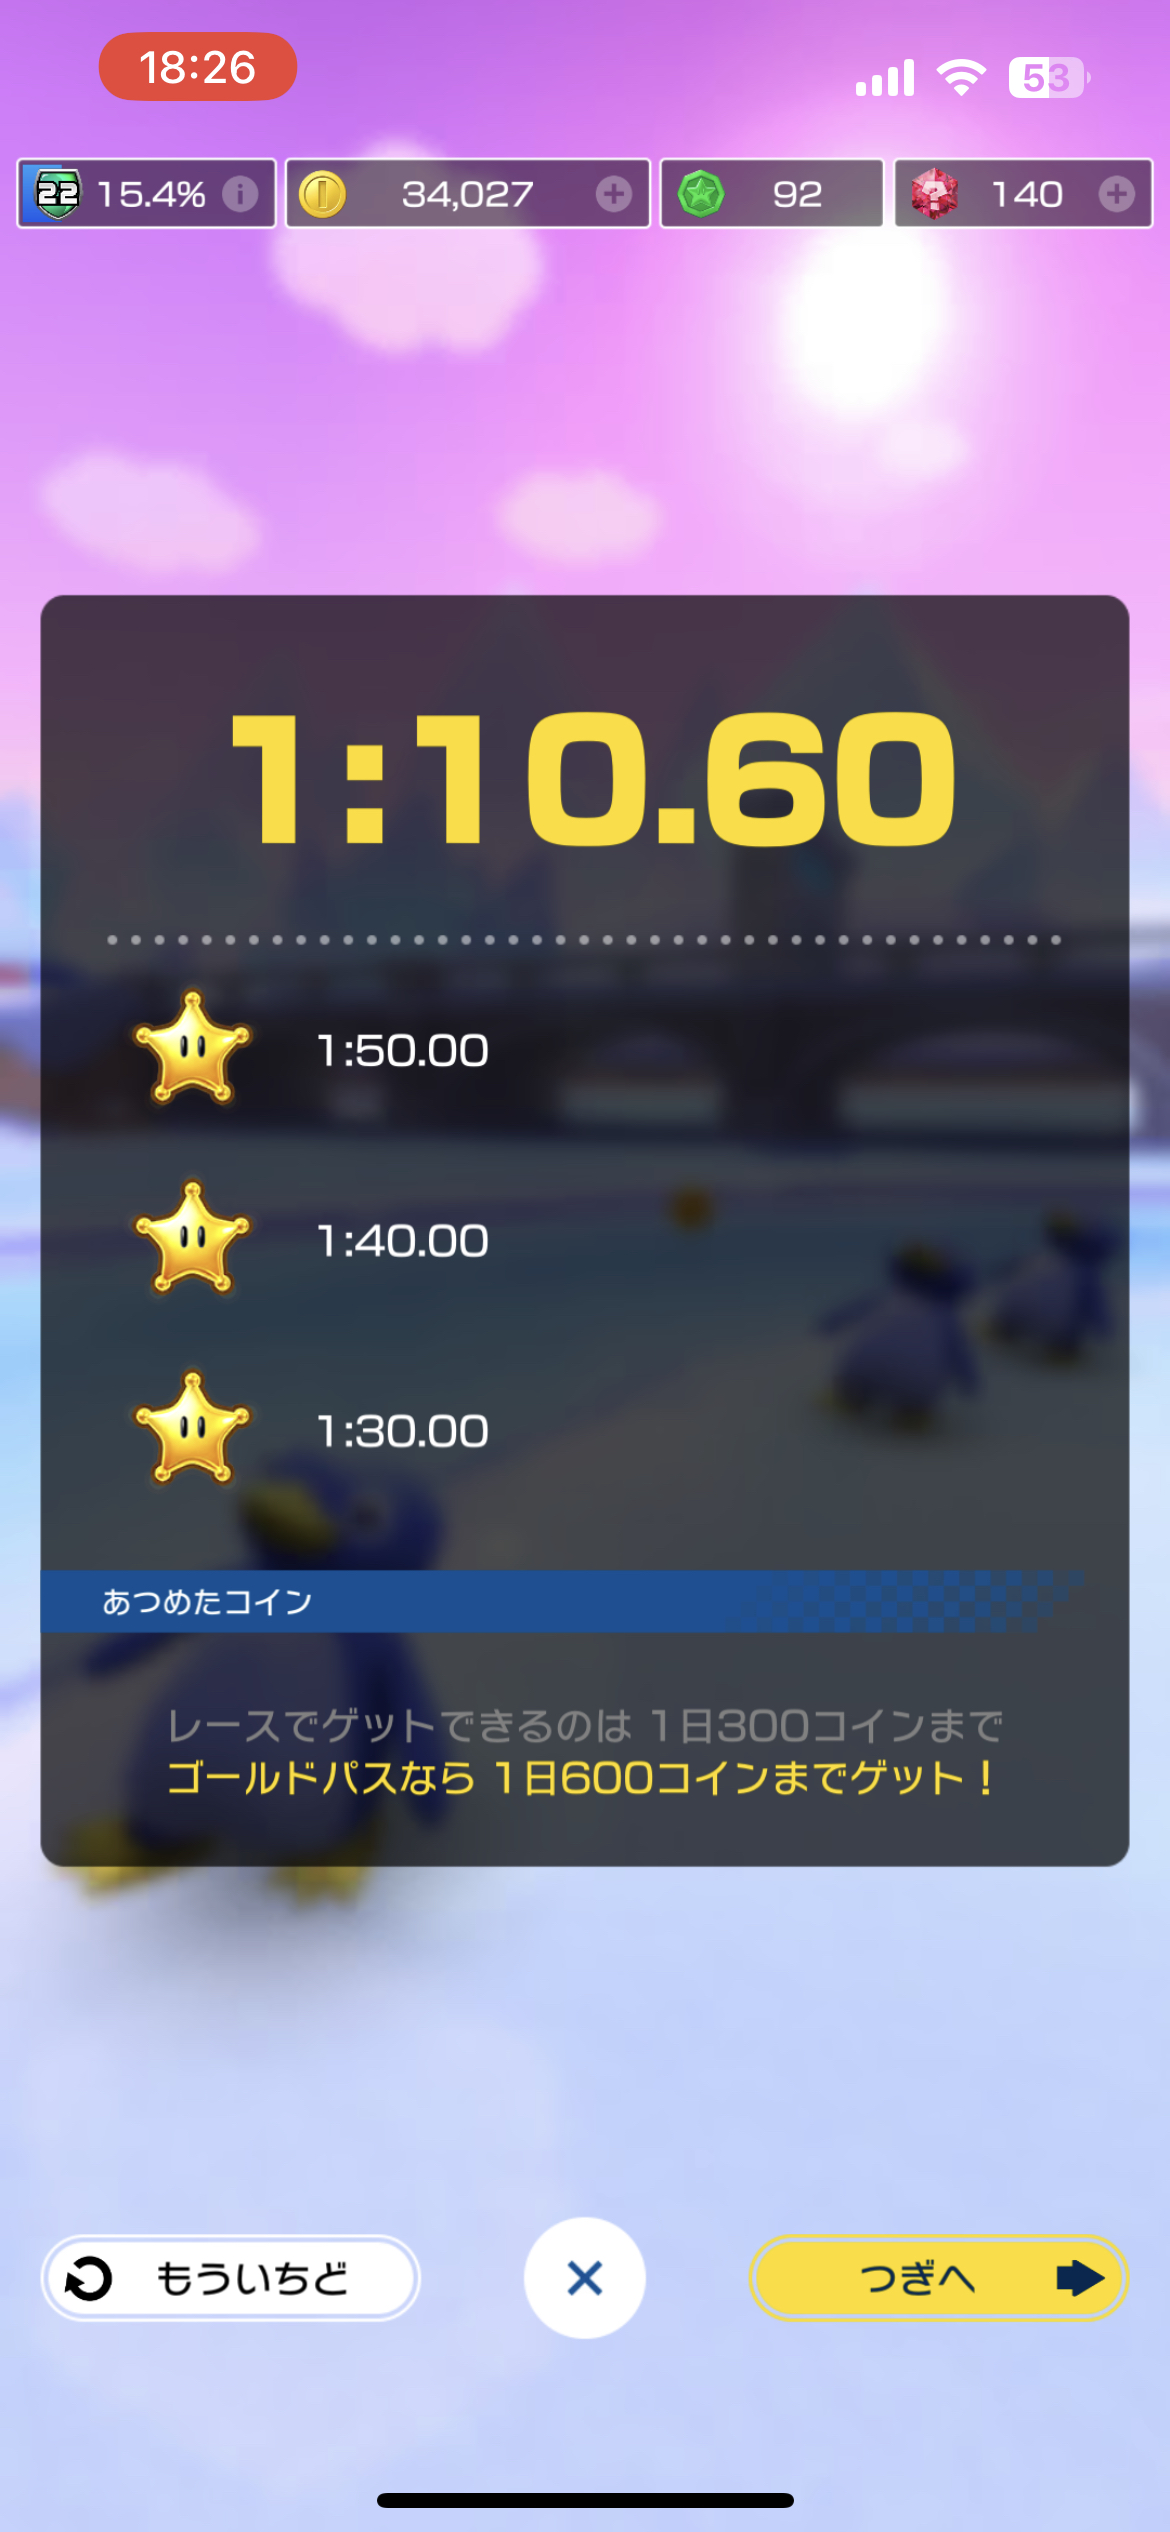 18:26
53
22 15.4% i 34,027 + 92 ? 140 +
1:10.60
1:50.00
1:40.00
1:30.00
あつめたコイン
レースでゲットできるのは 1日300コインまで
ゴールドパスなら 1日600コインまでゲット！
もういちど
×
つぎへ